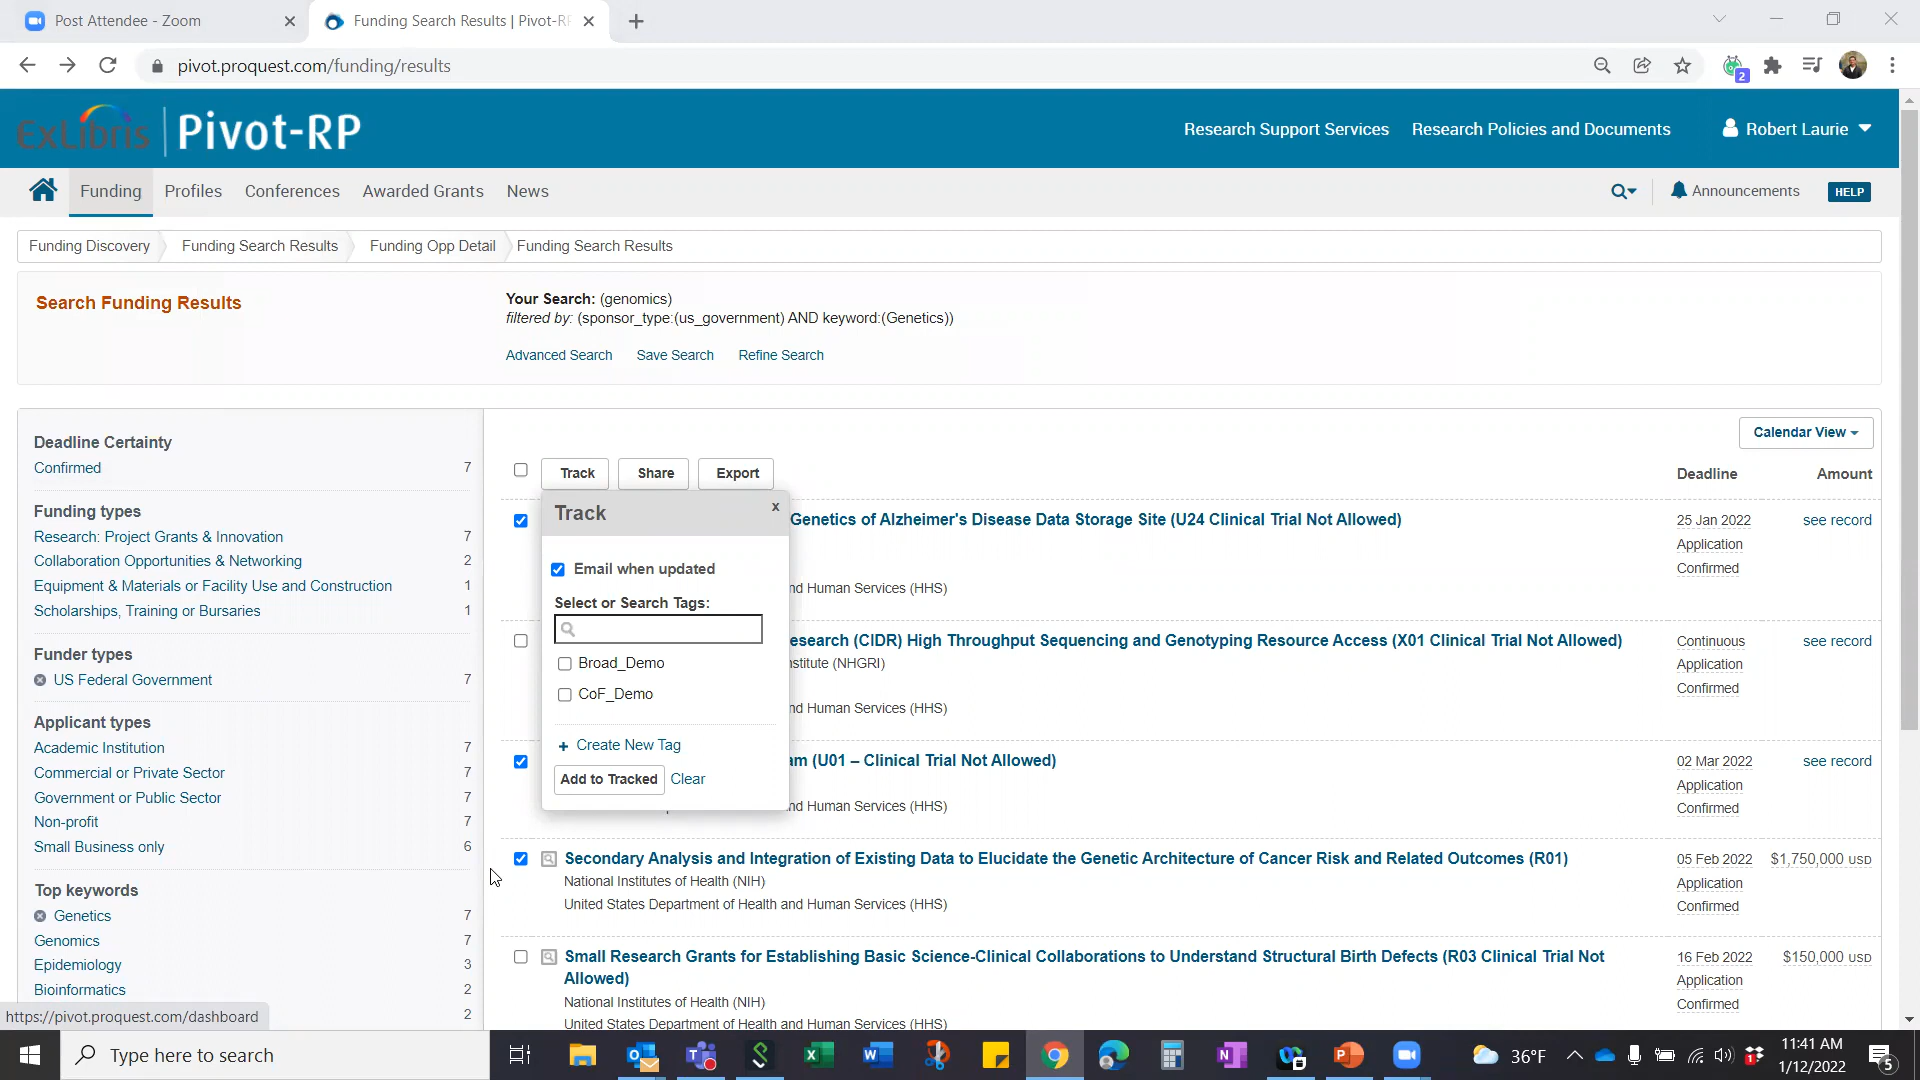 Post Attendee - Zoom
Funding Search Results | Pivot-RP
pivot.proquest.com/funding/results
2
ExLibris | Pivot-RP
Research Support Services
Research Policies and Documents
Robert Laurie
Funding
Profiles
Conferences
Awarded Grants
News
Announcements
HELP
Funding Discovery
Funding Search Results
Funding Opp Detail
Funding Search Results
Search Funding Results
Your Search: (genomics)
filtered by: (sponsor_type:(us_government) AND keyword:(Genetics))
Advanced Search
Save Search
Refine Search
Deadline Certainty
Confirmed 7
Funding types
Research: Project Grants & Innovation 7
Collaboration Opportunities & Networking 2
Equipment & Materials or Facility Use and Construction 1
Scholarships, Training or Bursaries 1
Funder types
US Federal Government 7
Applicant types
Academic Institution 7
Commercial or Private Sector 7
Government or Public Sector 7
Non-profit 7
Small Business only 6
Top keywords
Genetics 7
Genomics 7
Epidemiology 3
Bioinformatics 2
2
https://pivot.proquest.com/dashboard
Calendar View
Track
Share
Export
Deadline
Amount
Track
x
Email when updated
Select or Search Tags:
Broad_Demo
CoF_Demo
+ Create New Tag
Add to Tracked
Clear
Genetics of Alzheimer's Disease Data Storage Site (U24 Clinical Trial Not Allowed)
nd Human Services (HHS)
25 Jan 2022
Application
Confirmed
see record
esearch (CIDR) High Throughput Sequencing and Genotyping Resource Access (X01 Clinical Trial Not Allowed)
nstitute (NHGRI)
nd Human Services (HHS)
Continuous
Application
Confirmed
see record
am (U01 – Clinical Trial Not Allowed)
nd Human Services (HHS)
02 Mar 2022
Application
Confirmed
see record
Secondary Analysis and Integration of Existing Data to Elucidate the Genetic Architecture of Cancer Risk and Related Outcomes (R01)
National Institutes of Health (NIH)
United States Department of Health and Human Services (HHS)
05 Feb 2022
Application
Confirmed
$1,750,000 USD
Small Research Grants for Establishing Basic Science-Clinical Collaborations to Understand Structural Birth Defects (R03 Clinical Trial Not
Allowed)
National Institutes of Health (NIH)
United States Department of Health and Human Services (HHS)
16 Feb 2022
Application
Confirmed
$150,000 USD
Type here to search
36°F
11:41 AM
1/12/2022
5